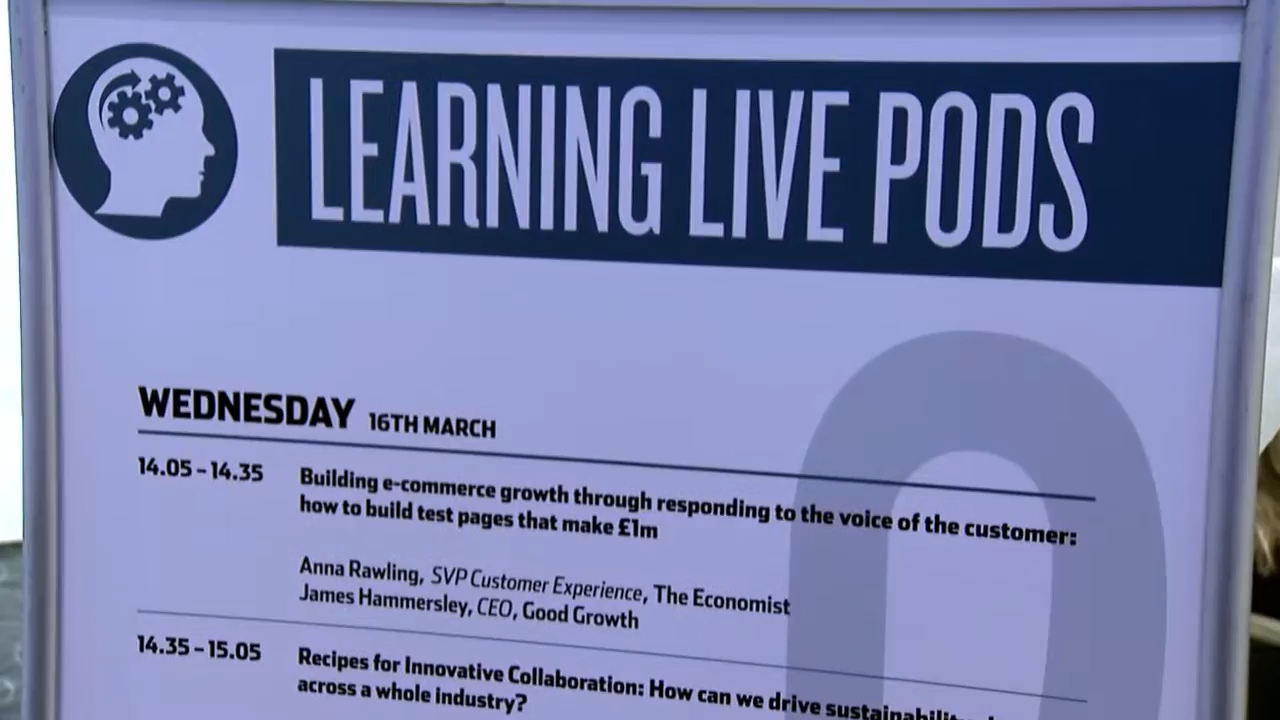 LEARNING LIVE PODS
WEDNESDAY 16TH MARCH
14.05 – 14.35 Building e-commerce growth through responding to the voice of the customer:
how to build test pages that make £1m
Anna Rawling, SVP Customer Experience, The Economist
James Hammersley, CEO, Good Growth
14.35 – 15.05 Recipes for Innovative Collaboration: How can we drive sustainability
across a whole industry?